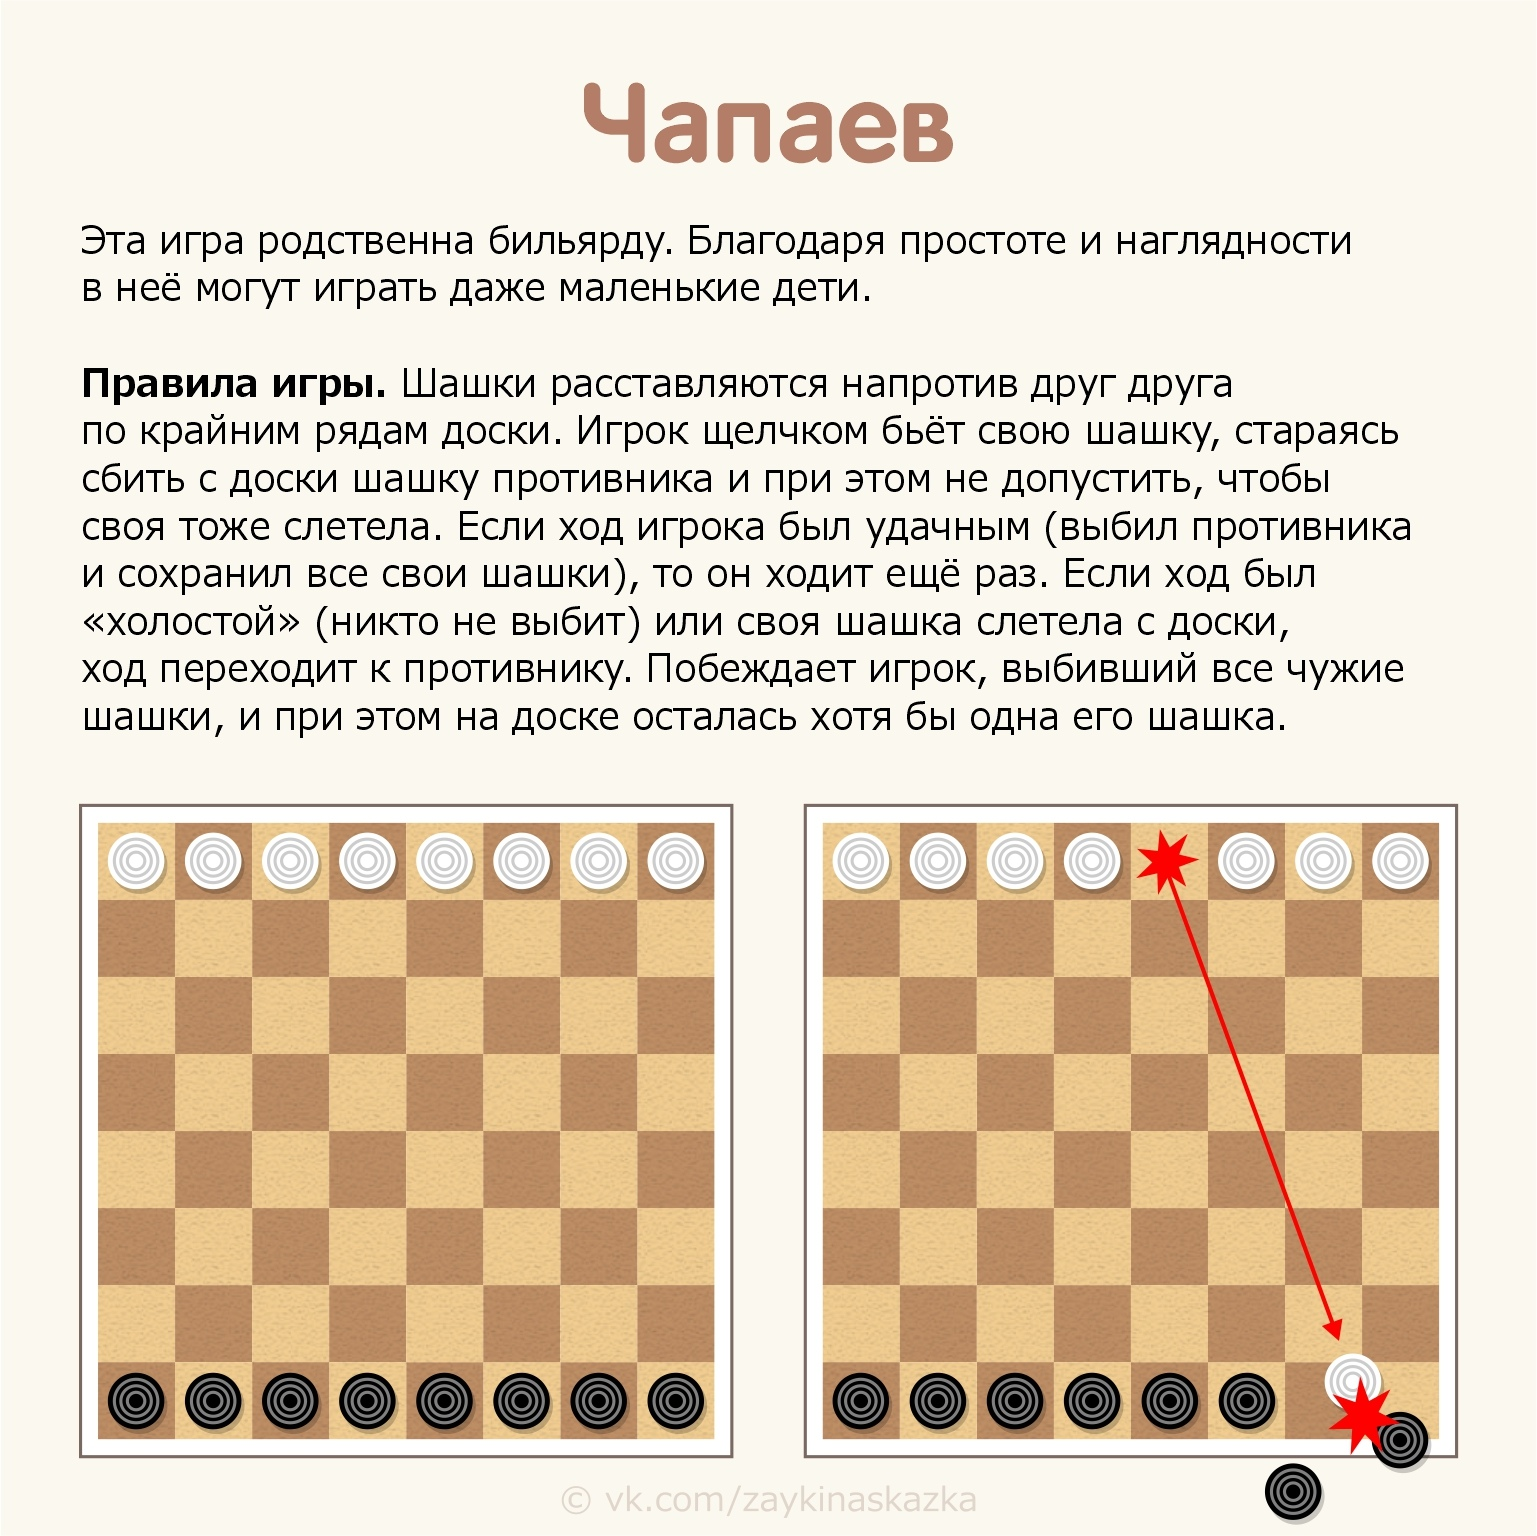 Чапаев
Эта игра родственна бильярду. Благодаря простоте и наглядности
в неё могут играть даже маленькие дети.
Правила игры. Шашки расставляются напротив друг друга
по крайним рядам доски. Игрок щелчком бьёт свою шашку, стараясь
сбить с доски шашку противника и при этом не допустить, чтобы
своя тоже слетела. Если ход игрока был удачным (выбил противника
и сохранил все свои шашки), то он ходит ещё раз. Если ход был
«холостой» (никто не выбит) или своя шашка слетела с доски,
ход переходит к противнику. Побеждает игрок, выбивший все чужие
шашки, и при этом на доске осталась хотя бы одна его шашка.
© vk.com/zaykinaskazka